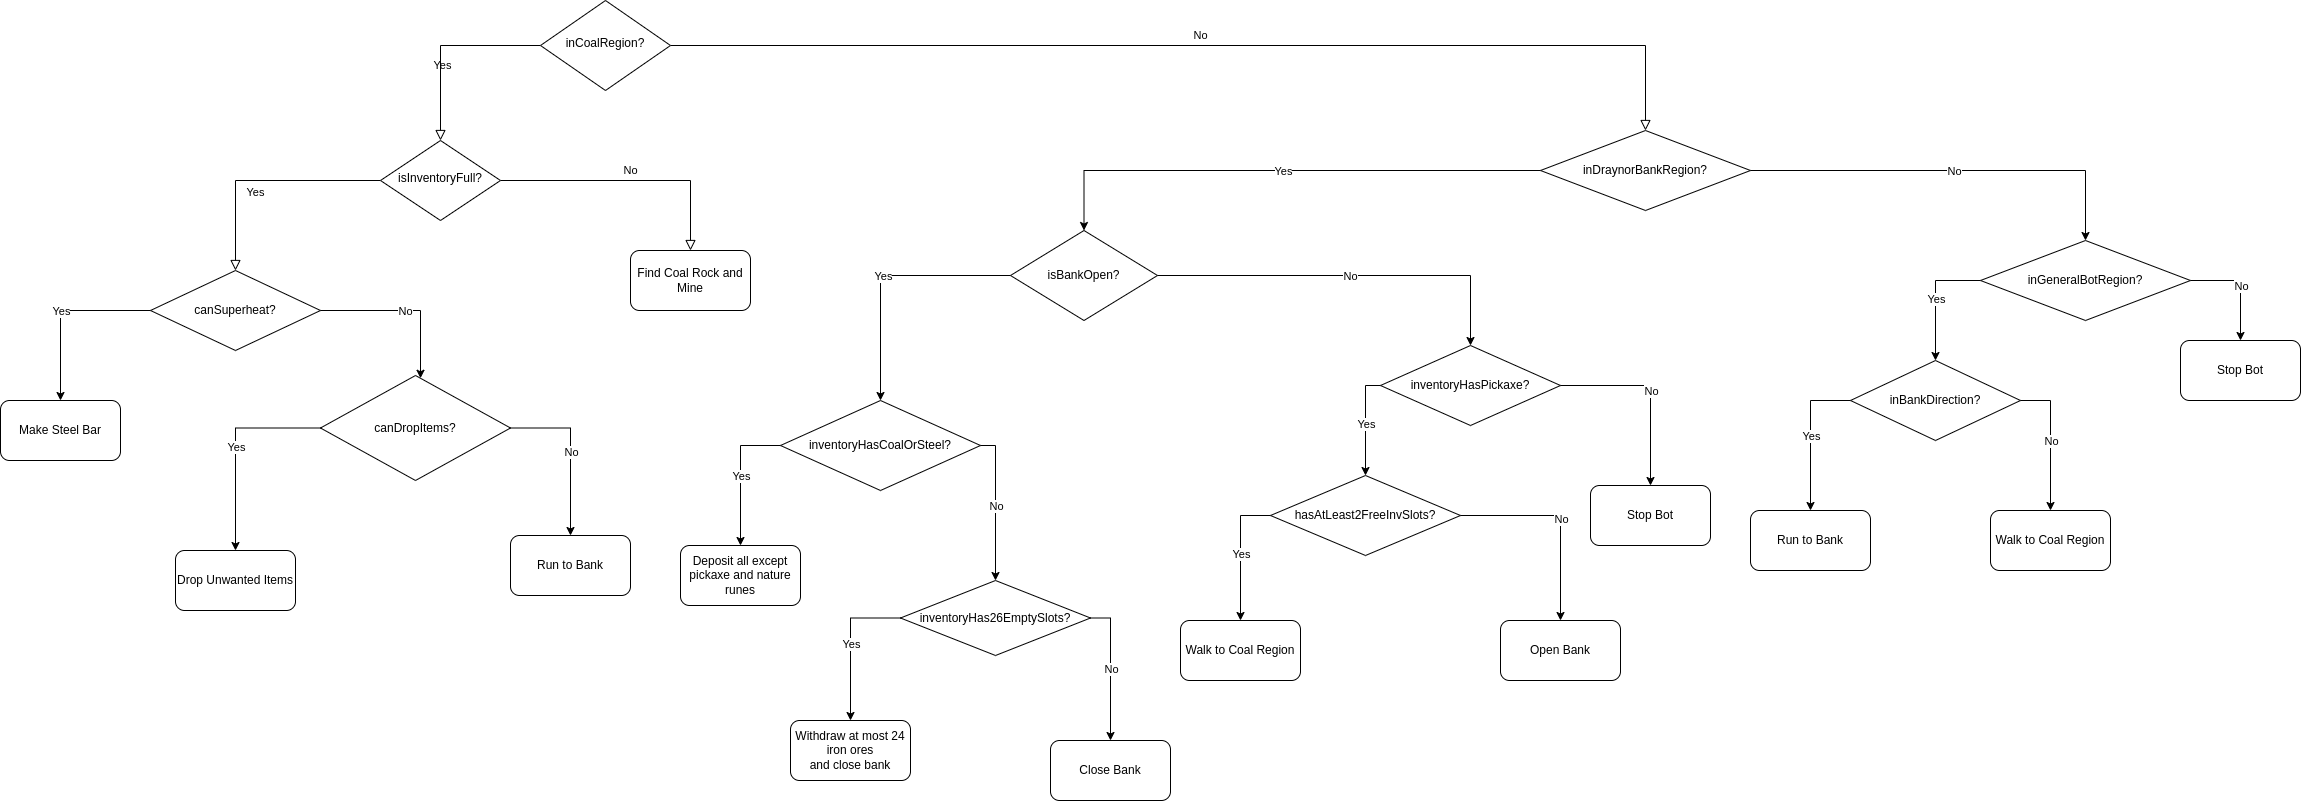 inCoalRegion?
No
Yes
isInventoryFull?
No
Yes
inDraynorBankRegion?
Yes
No
Find Coal Rock and
Mine
isBankOpen?
Yes
No
inGeneralBotRegion?
Yes
No
canSuperheat?
Yes
No
Stop Bot
Make Steel Bar
canDropItems?
Yes
No
inventoryHasCoalOrSteel?
Yes
No
inventoryHasPickaxe?
Yes
No
inBankDirection?
Yes
No
hasAtLeast2FreeInvSlots?
Yes
No
Stop Bot
Run to Bank
Walk to Coal Region
Drop Unwanted Items
Run to Bank
Deposit all except
pickaxe and nature
runes
inventoryHas26EmptySlots?
Yes
No
Walk to Coal Region
Open Bank
Withdraw at most 24
iron ores
and close bank
Close Bank